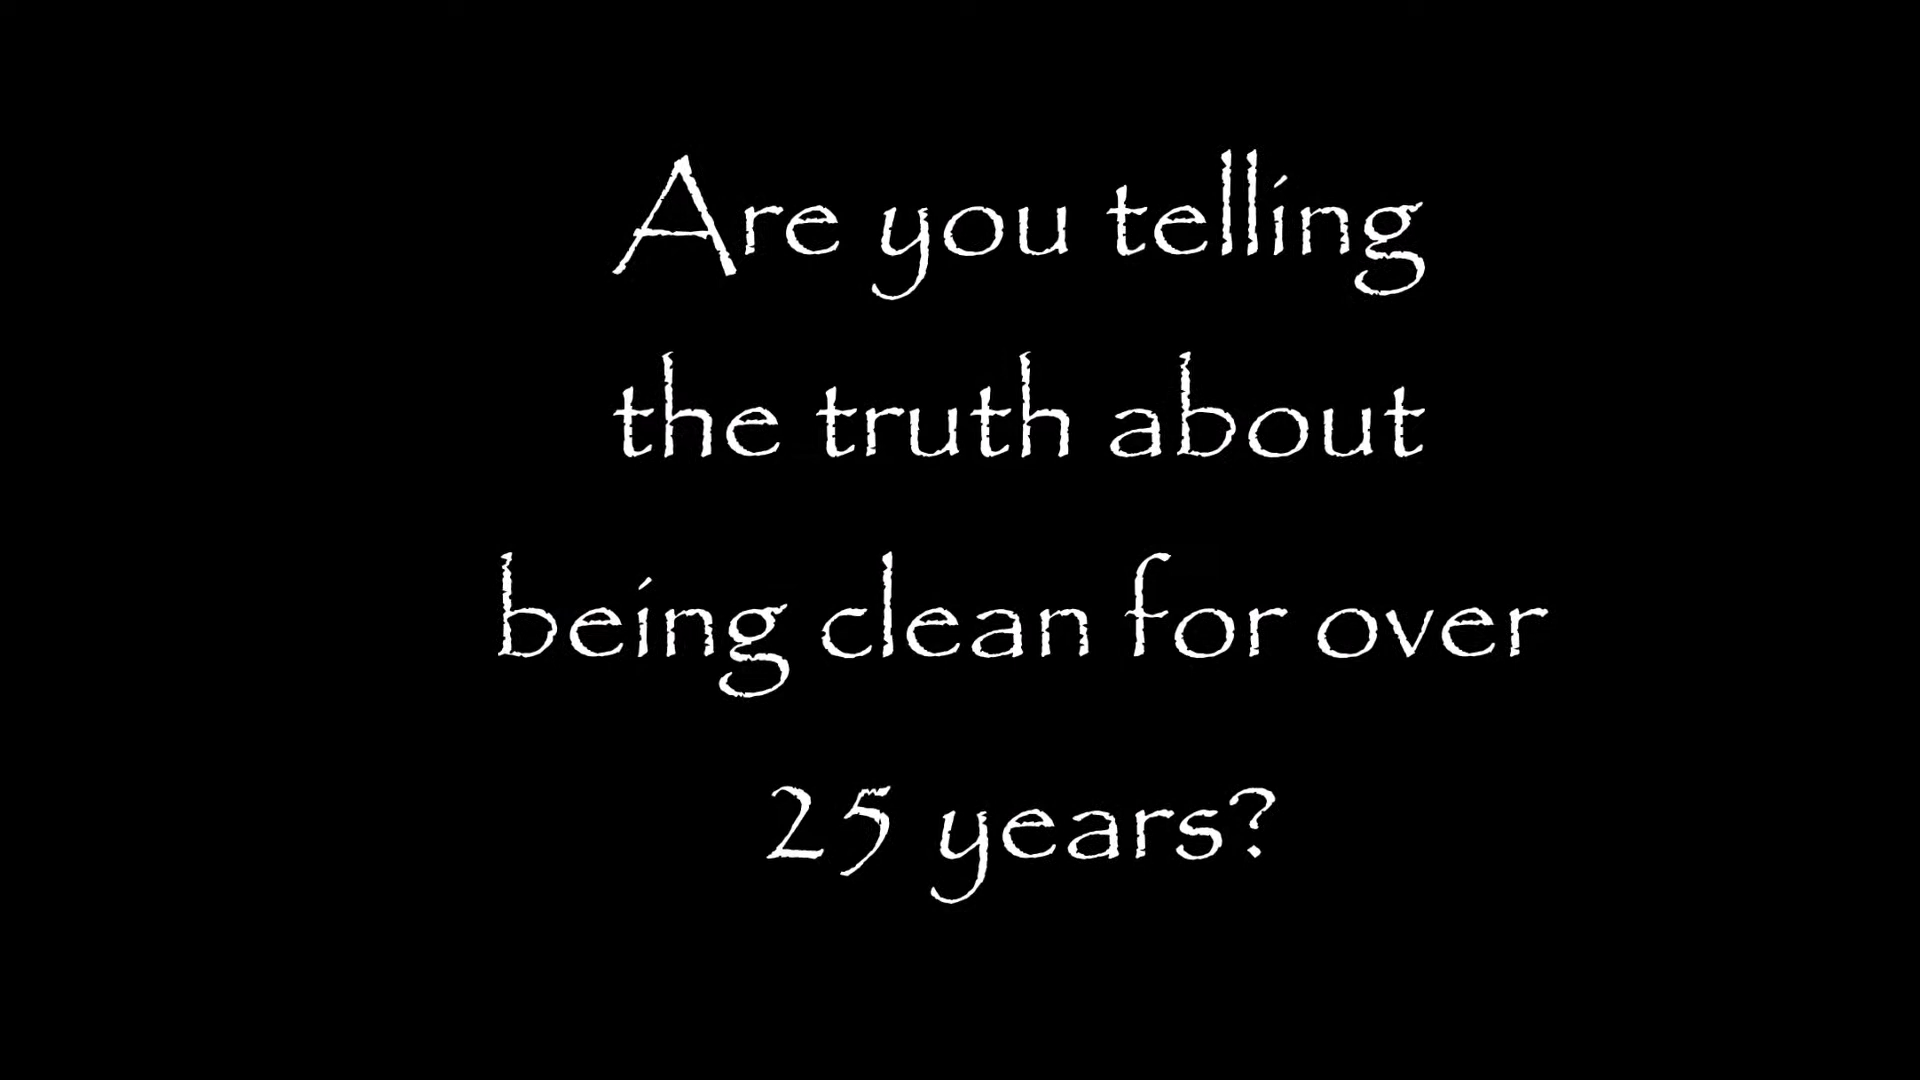 Are you telling
the truth about
being clean for over
25 years?